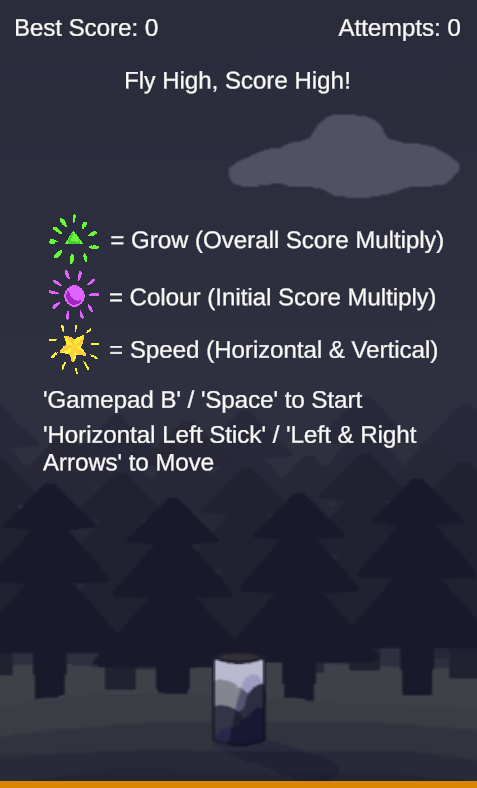 Best Score: 0
Attempts: 0
Fly High, Score High!
= Grow (Overall Score Multiply)
= Colour (Initial Score Multiply)
= Speed (Horizontal & Vertical)
'Gamepad B' / 'Space' to Start
'Horizontal Left Stick' / 'Left & Right
Arrows' to Move